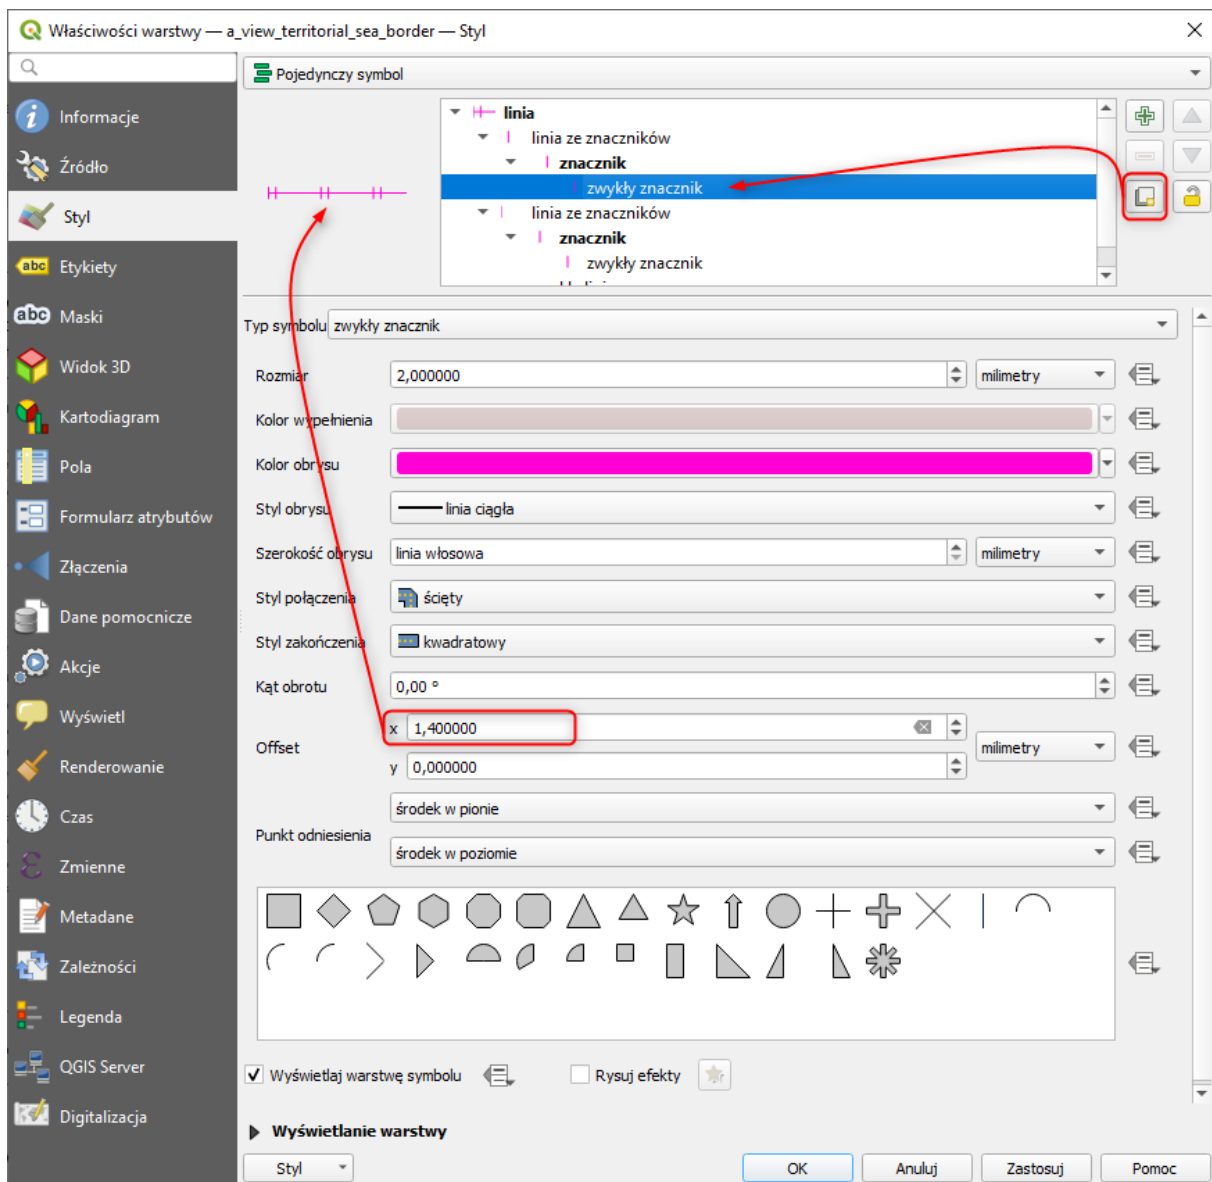 Właściwości warstwy — a_view_territorial_sea_border — Styl
Pojedynczy symbol
linia
linia ze znaczników
znacznik
zwykły znacznik
linia ze znaczników
znacznik
zwykły znacznik
Informacje
Źródło
Styl
abc Etykiety
abc Maski
Widok 3D
Kartodiagram
Pola
Formularz atrybutów
Złączenia
Dane pomocnicze
Akcje
Wyświetl
Renderowanie
Czas
Zmienne
Metadane
Zależności
Legenda
QGIS Server
Digitalizacja
Typ symbolu zwykły znacznik
Rozmiar 2,000000 milimetry
Kolor wypełnienia
Kolor obrysu
Styl obrysu linia ciągła
Szerokość obrysu linia włosowa milimetry
Styl połączenia ścięty
Styl zakończenia kwadratowy
Kąt obrotu 0,00 °
Offset x 1,400000 milimetry
y 0,000000
Punkt odniesienia środek w pionie
środek w poziomie
Wyświetlaj warstwę symbolu Rysuj efekty
Wyświetlanie warstwy
Styl OK Anuluj Zastosuj Pomoc